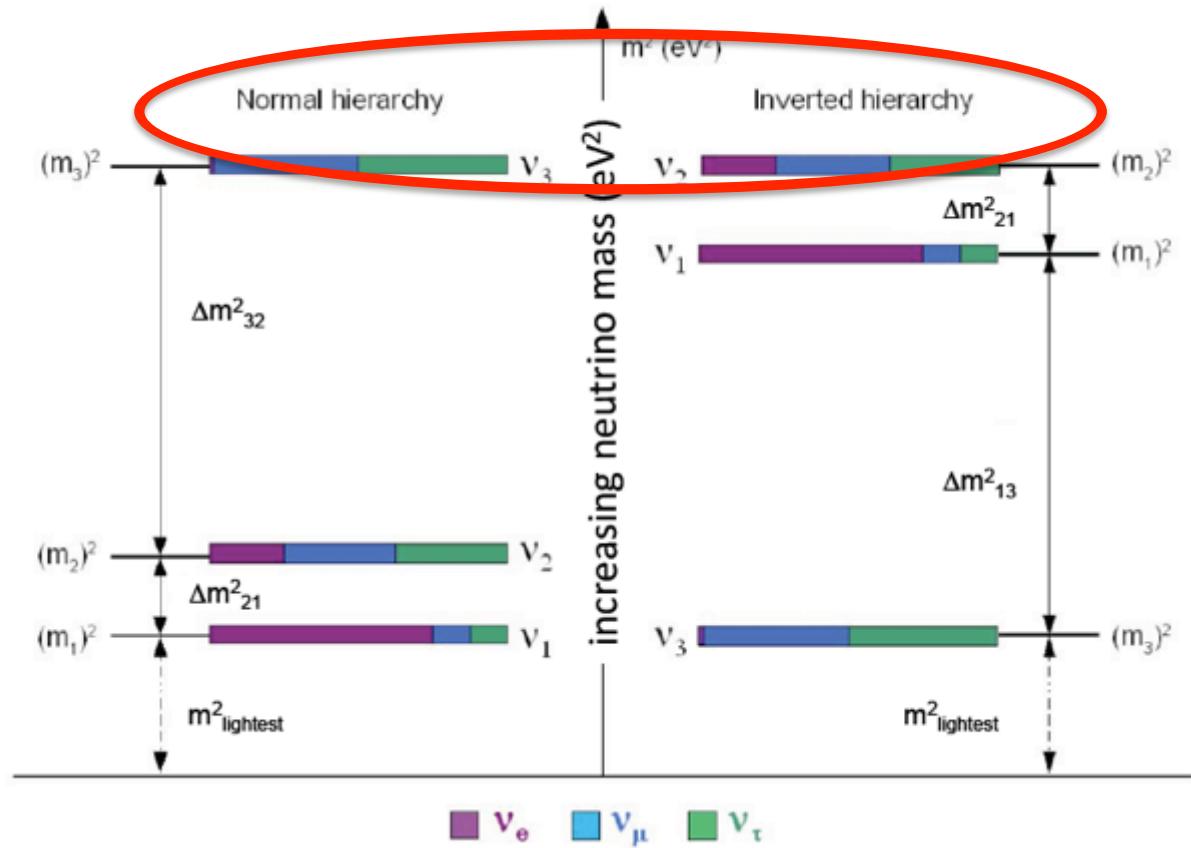 m² (eV²)
Normal hierarchy
Inverted hierarchy
(m₃)²
ν₃
ν₂
(m₂)²
Δm²₂₁
ν₁
(m₁)²
Δm²₃₂
increasing neutrino mass (eV²)
Δm²₁₃
(m₂)²
ν₂
Δm²₂₁
(m₁)²
ν₁
ν₃
(m₃)²
m²lightest
m²lightest
νe
νμ
ντ